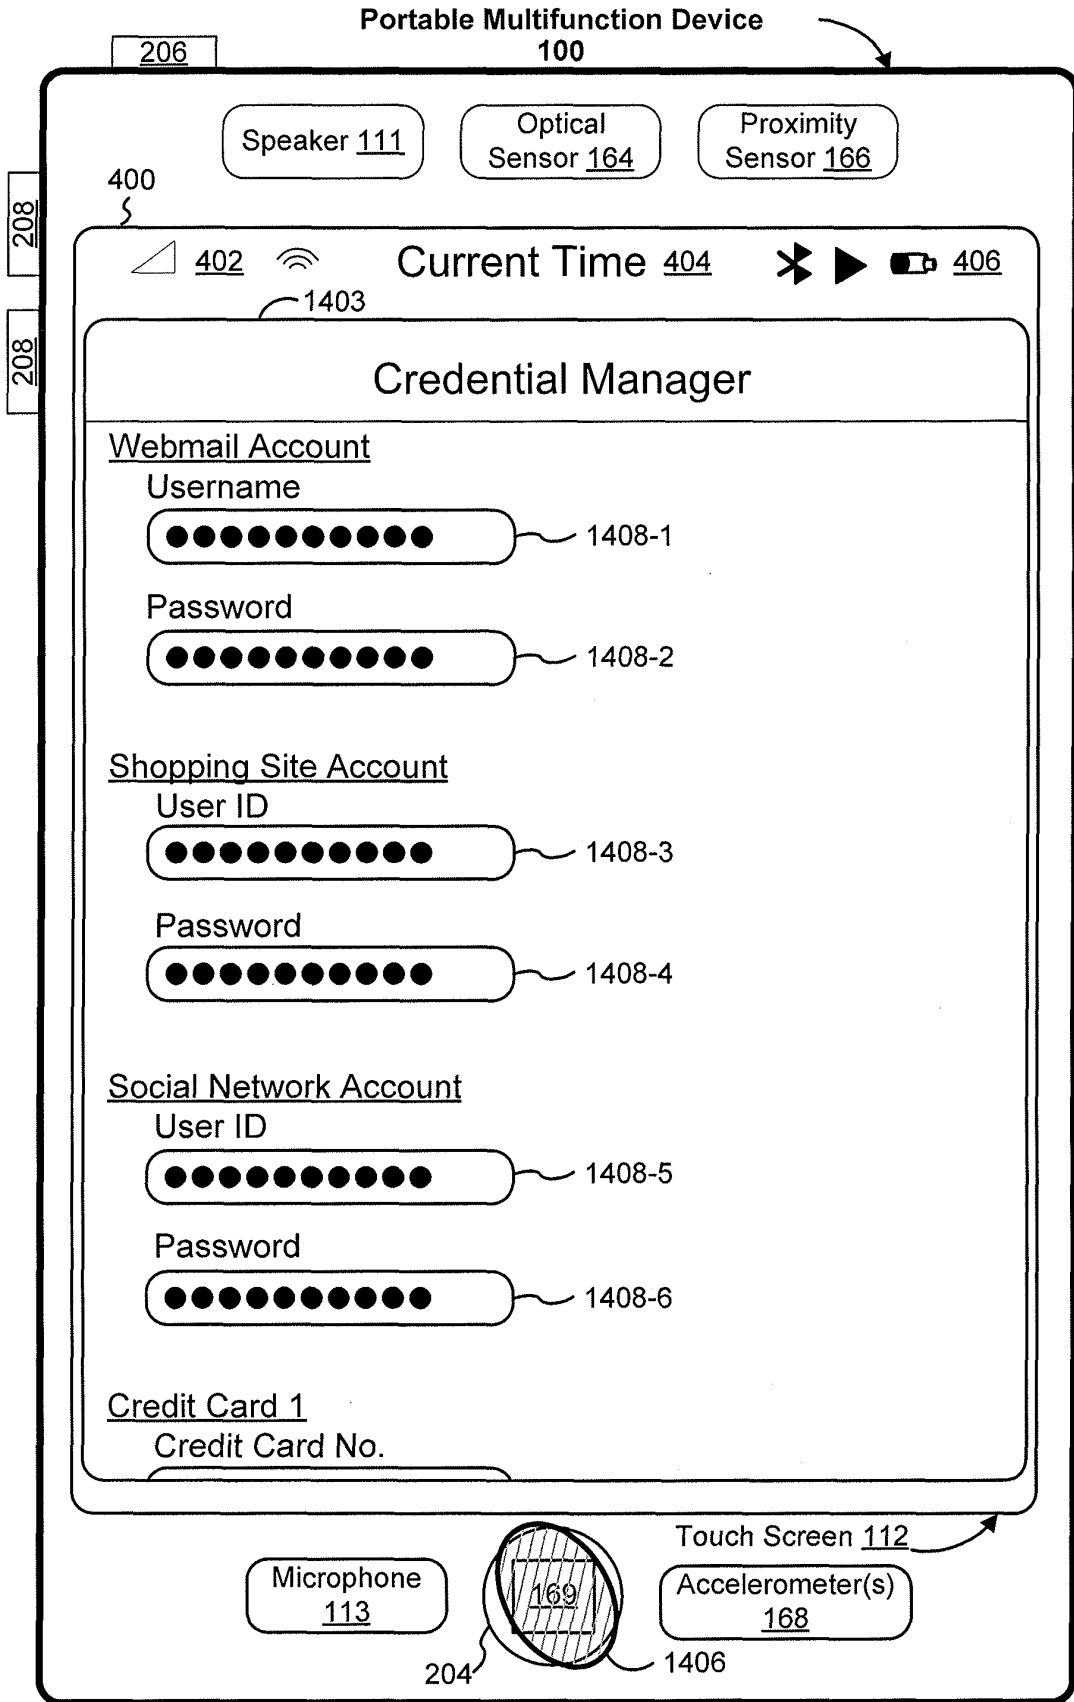 Portable Multifunction Device
100
206
Speaker 111
Optical
Sensor 164
Proximity
Sensor 166
400
208
402
Current Time 404
406
1403
208
Credential Manager
Webmail Account
Username
1408-1
Password
1408-2
Shopping Site Account
User ID
1408-3
Password
1408-4
Social Network Account
User ID
1408-5
Password
1408-6
Credit Card 1
Credit Card No.
Touch Screen 112
Microphone
113
169
Accelerometer(s)
168
204
1406